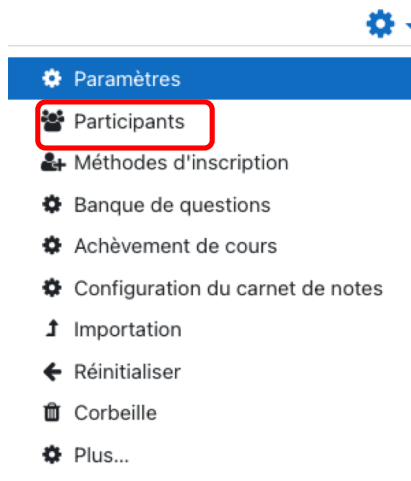 Paramètres
Participants
Méthodes d'inscription
Banque de questions
Achèvement de cours
Configuration du carnet de notes
Importation
Réinitialiser
Corbeille
Plus...